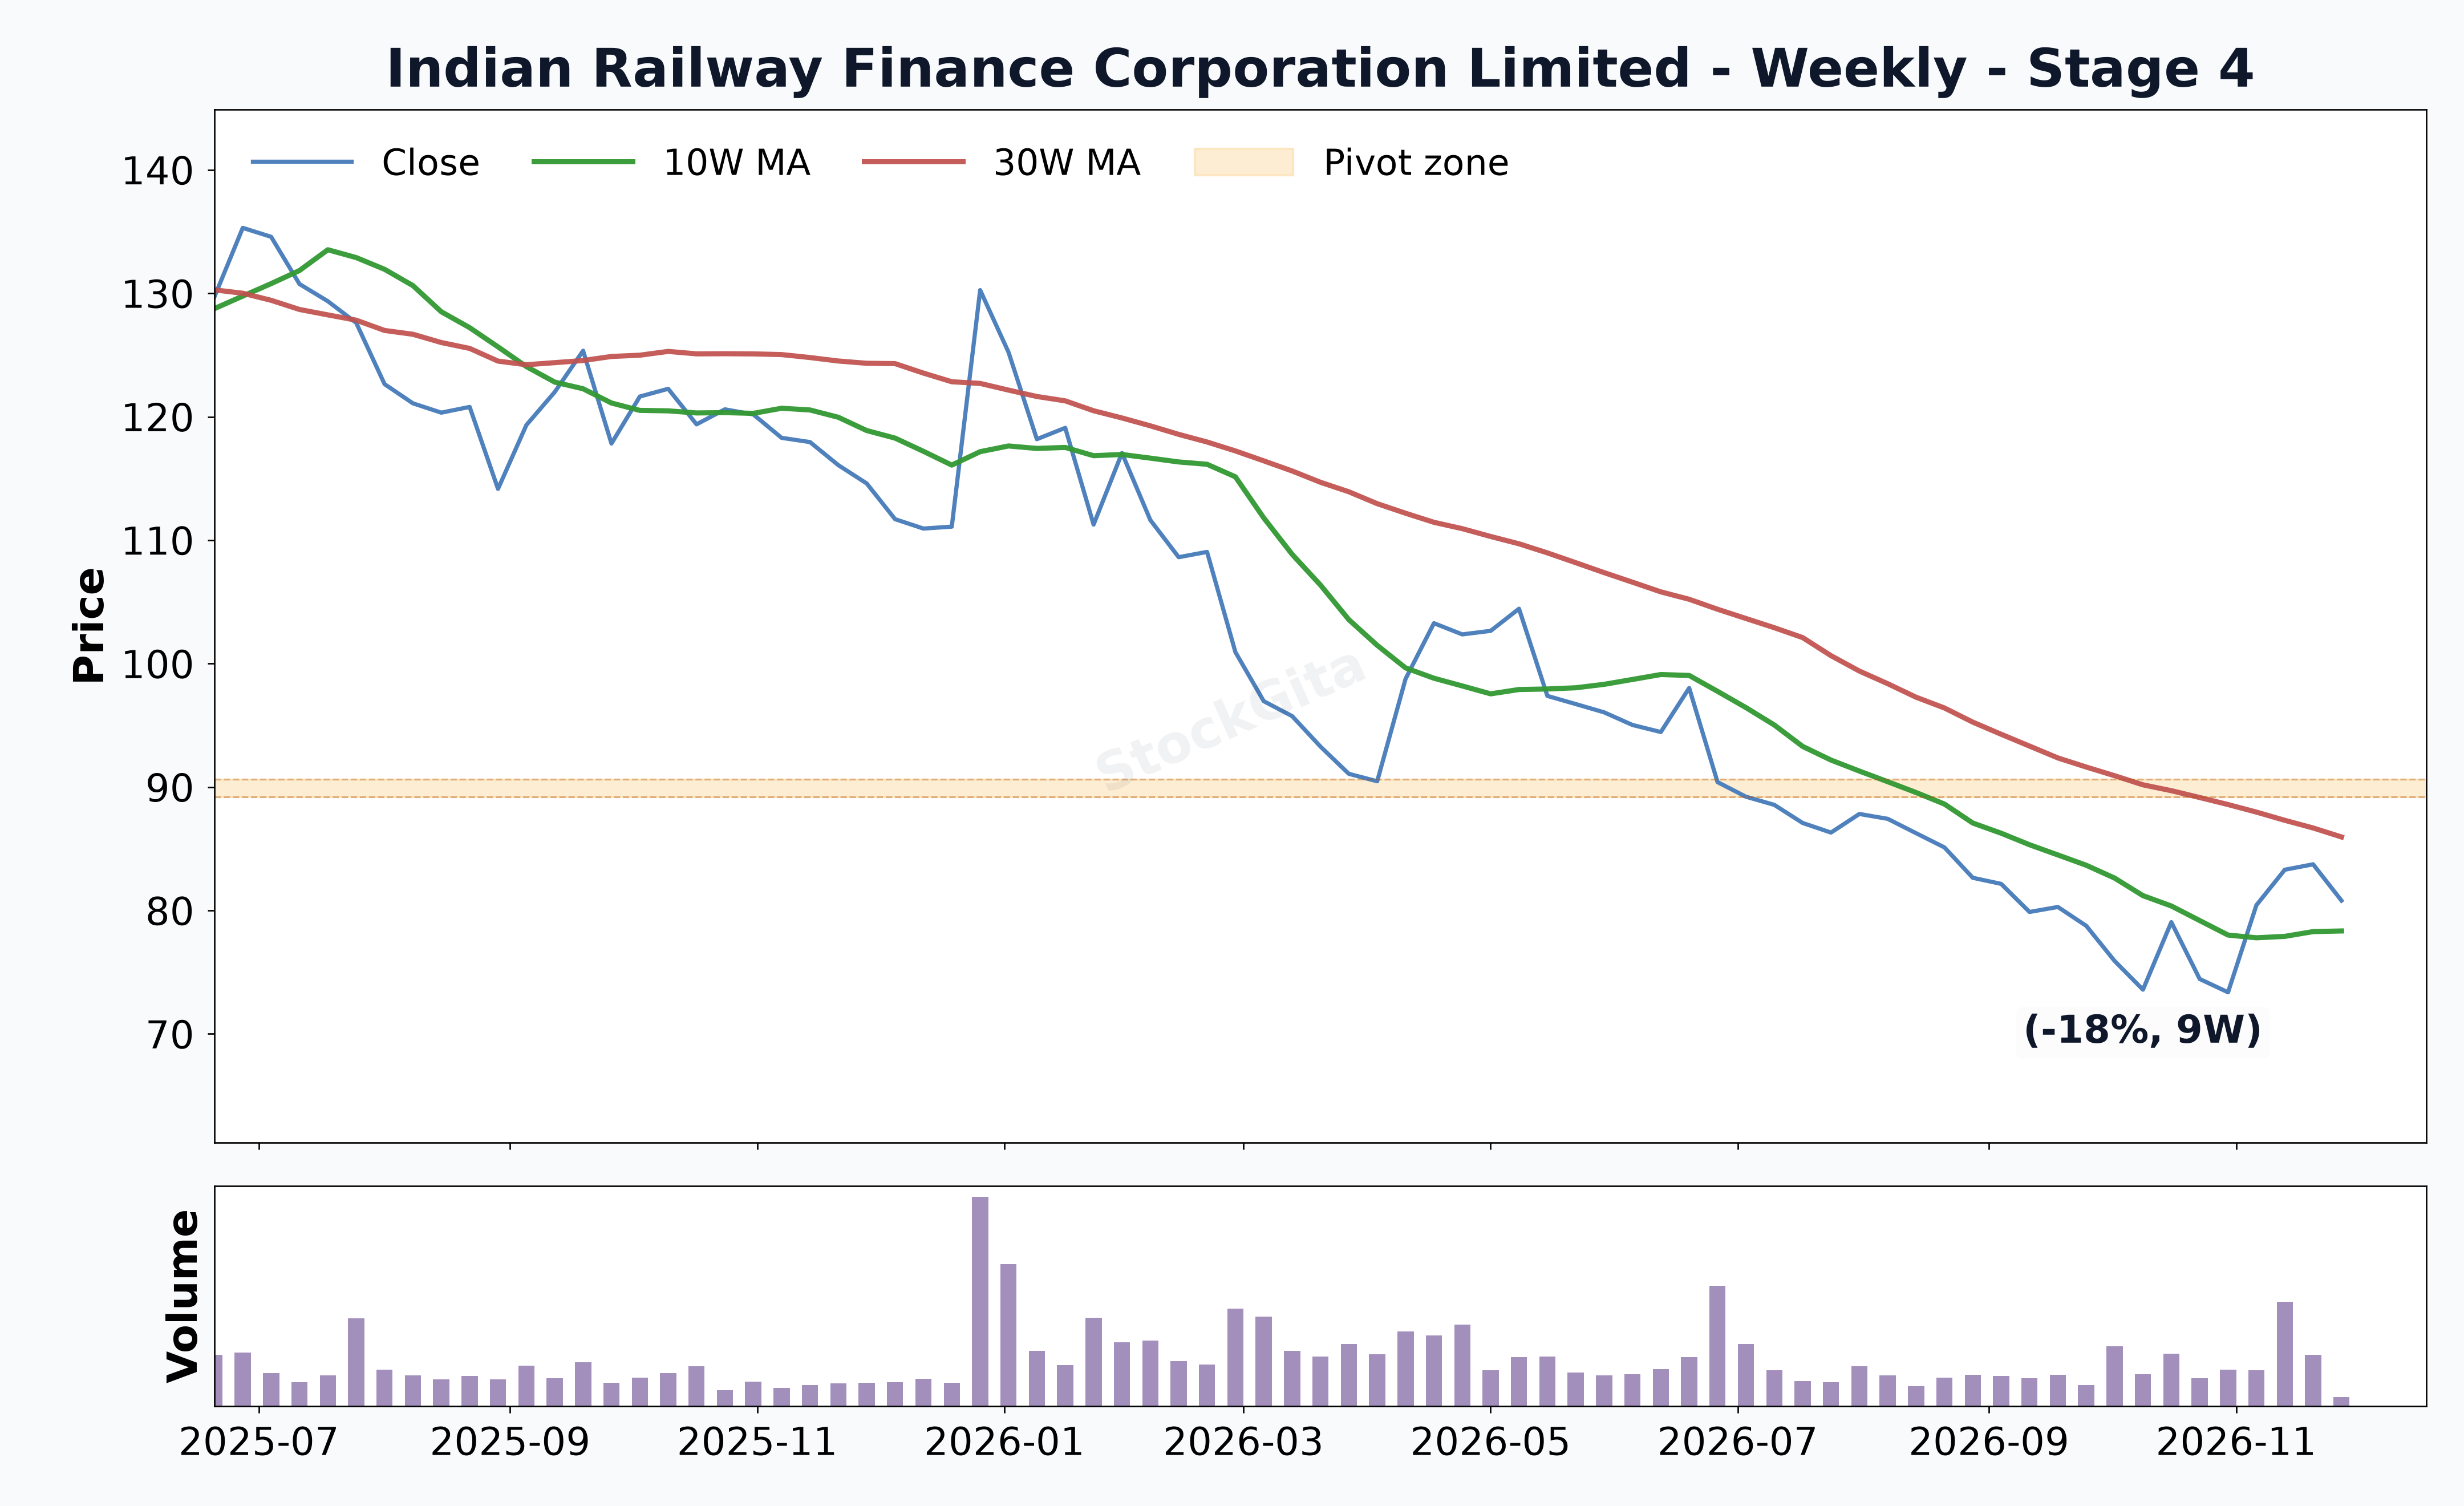 Indian Railway Finance Corporation Limited - Weekly - Stage 4
Close 10W MA 30W MA Pivot zone
Price
140
130
120
110
100
90
80
70
StockGita
(-18%, 9W)
Volume
2025-07 2025-09 2025-11 2026-01 2026-03 2026-05 2026-07 2026-09 2026-11